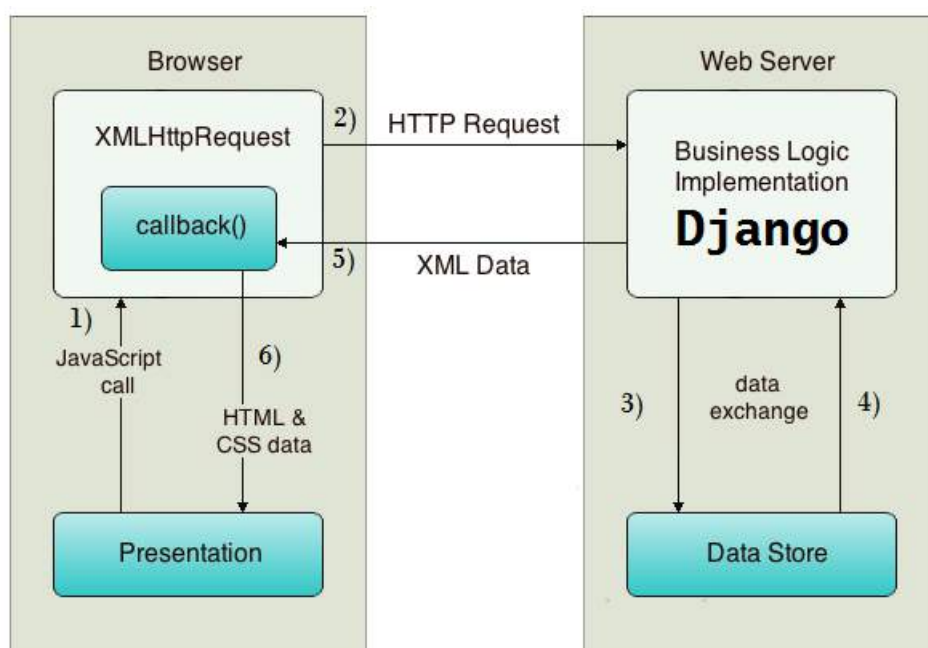 Browser
XMLHttpRequest
callback()
1)
JavaScript
call
6)
HTML &
CSS data
Presentation
2)
HTTP Request
5)
XML Data
Web Server
Business Logic
Implementation
Django
3)
data
exchange
4)
Data Store